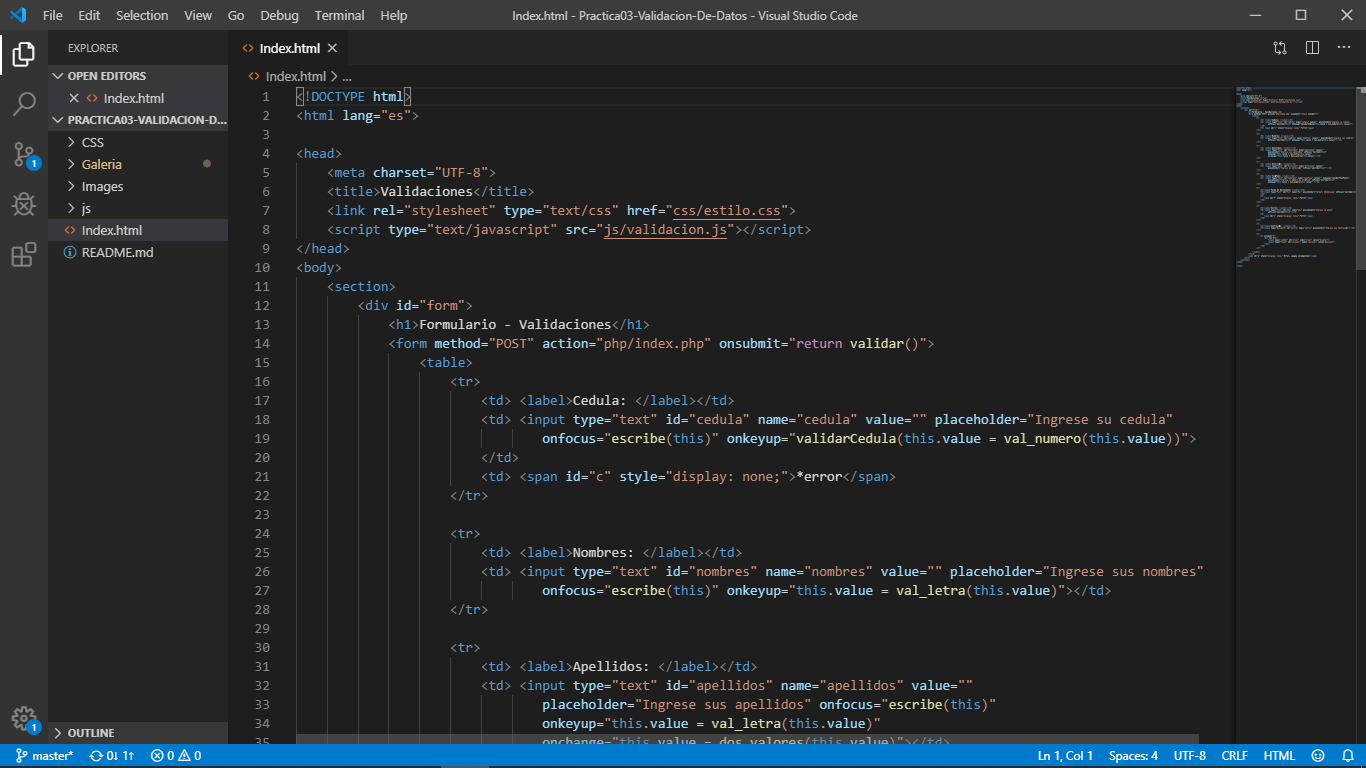 File Edit Selection View Go Debug Terminal Help Index.html - Practica03-Validacion-De-Datos - Visual Studio Code
EXPLORER
OPEN EDITORS
Index.html
PRACTICA03-VALIDACION-D...
CSS
Galeria
Images
js
Index.html
README.md
OUTLINE
1
1
Index.html
Index.html > ...
1 <!DOCTYPE html>
2 <html lang="es">
3
4 <head>
5 <meta charset="UTF-8">
6 <title>Validaciones</title>
7 <link rel="stylesheet" type="text/css" href="css/estilo.css">
8 <script type="text/javascript" src="js/validacion.js"></script>
9 </head>
10 <body>
11 <section>
12 <div id="form">
13 <h1>Formulario - Validaciones</h1>
14 <form method="POST" action="php/index.php" onsubmit="return validar()">
15 <table>
16 <tr>
17 <td> <label>Cedula: </label></td>
18 <td> <input type="text" id="cedula" name="cedula" value="" placeholder="Ingrese su cedula"
19 onfocus="escribe(this)" onkeyup="validarCedula(this.value = val_numero(this.value))">
20 </td>
21 <td> <span id="c" style="display: none;">*error</span>
22 </tr>
23
24 <tr>
25 <td> <label>Nombres: </label></td>
26 <td> <input type="text" id="nombres" name="nombres" value="" placeholder="Ingrese sus nombres"
27 onfocus="escribe(this)" onkeyup="this.value = val_letra(this.value)"></td>
28 </tr>
29
30 <tr>
31 <td> <label>Apellidos: </label></td>
32 <td> <input type="text" id="apellidos" name="apellidos" value=""
33 placeholder="Ingrese sus apellidos" onfocus="escribe(this)"
34 onkeyup="this.value = val_letra(this.value)"
35 onchange="this.value = dos_valores(this.value)"></td>
master* 0↓ 1↑ 0 0 Ln 1, Col 1 Spaces: 4 UTF-8 CRLF HTML